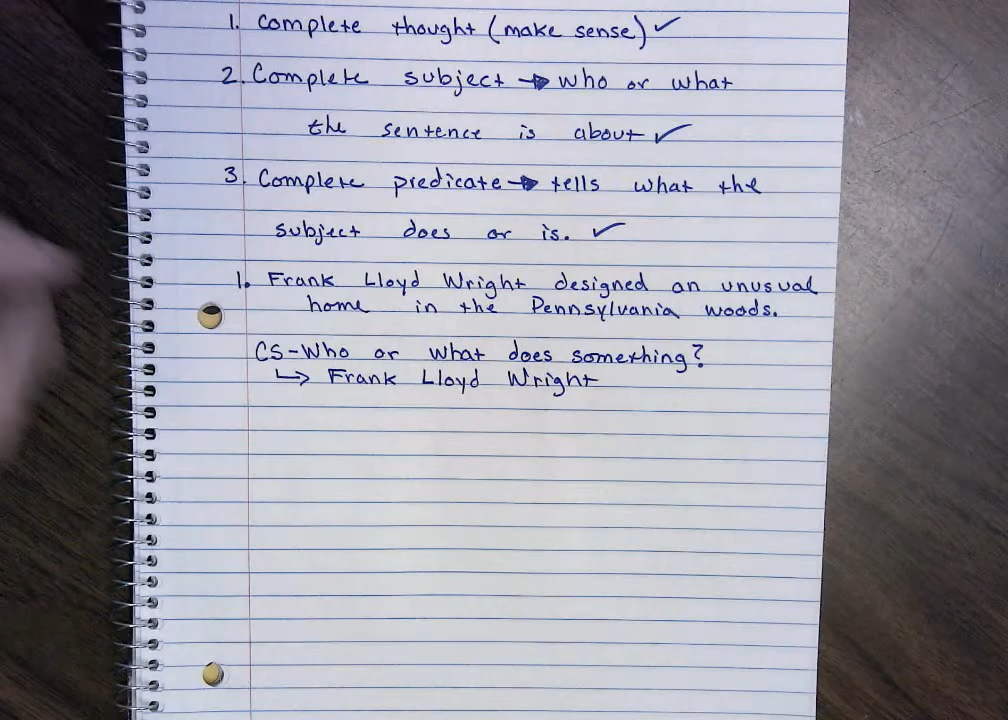 1. Complete thought (make sense) ✓
2. Complete subject → who or what
the sentence is about ✓
3. Complete predicate → tells what the
subject does or is. ✓
1. Frank Lloyd Wright designed an unusual
home in the Pennsylvania woods.
CS-Who or what does something?
↳ Frank Lloyd Wright